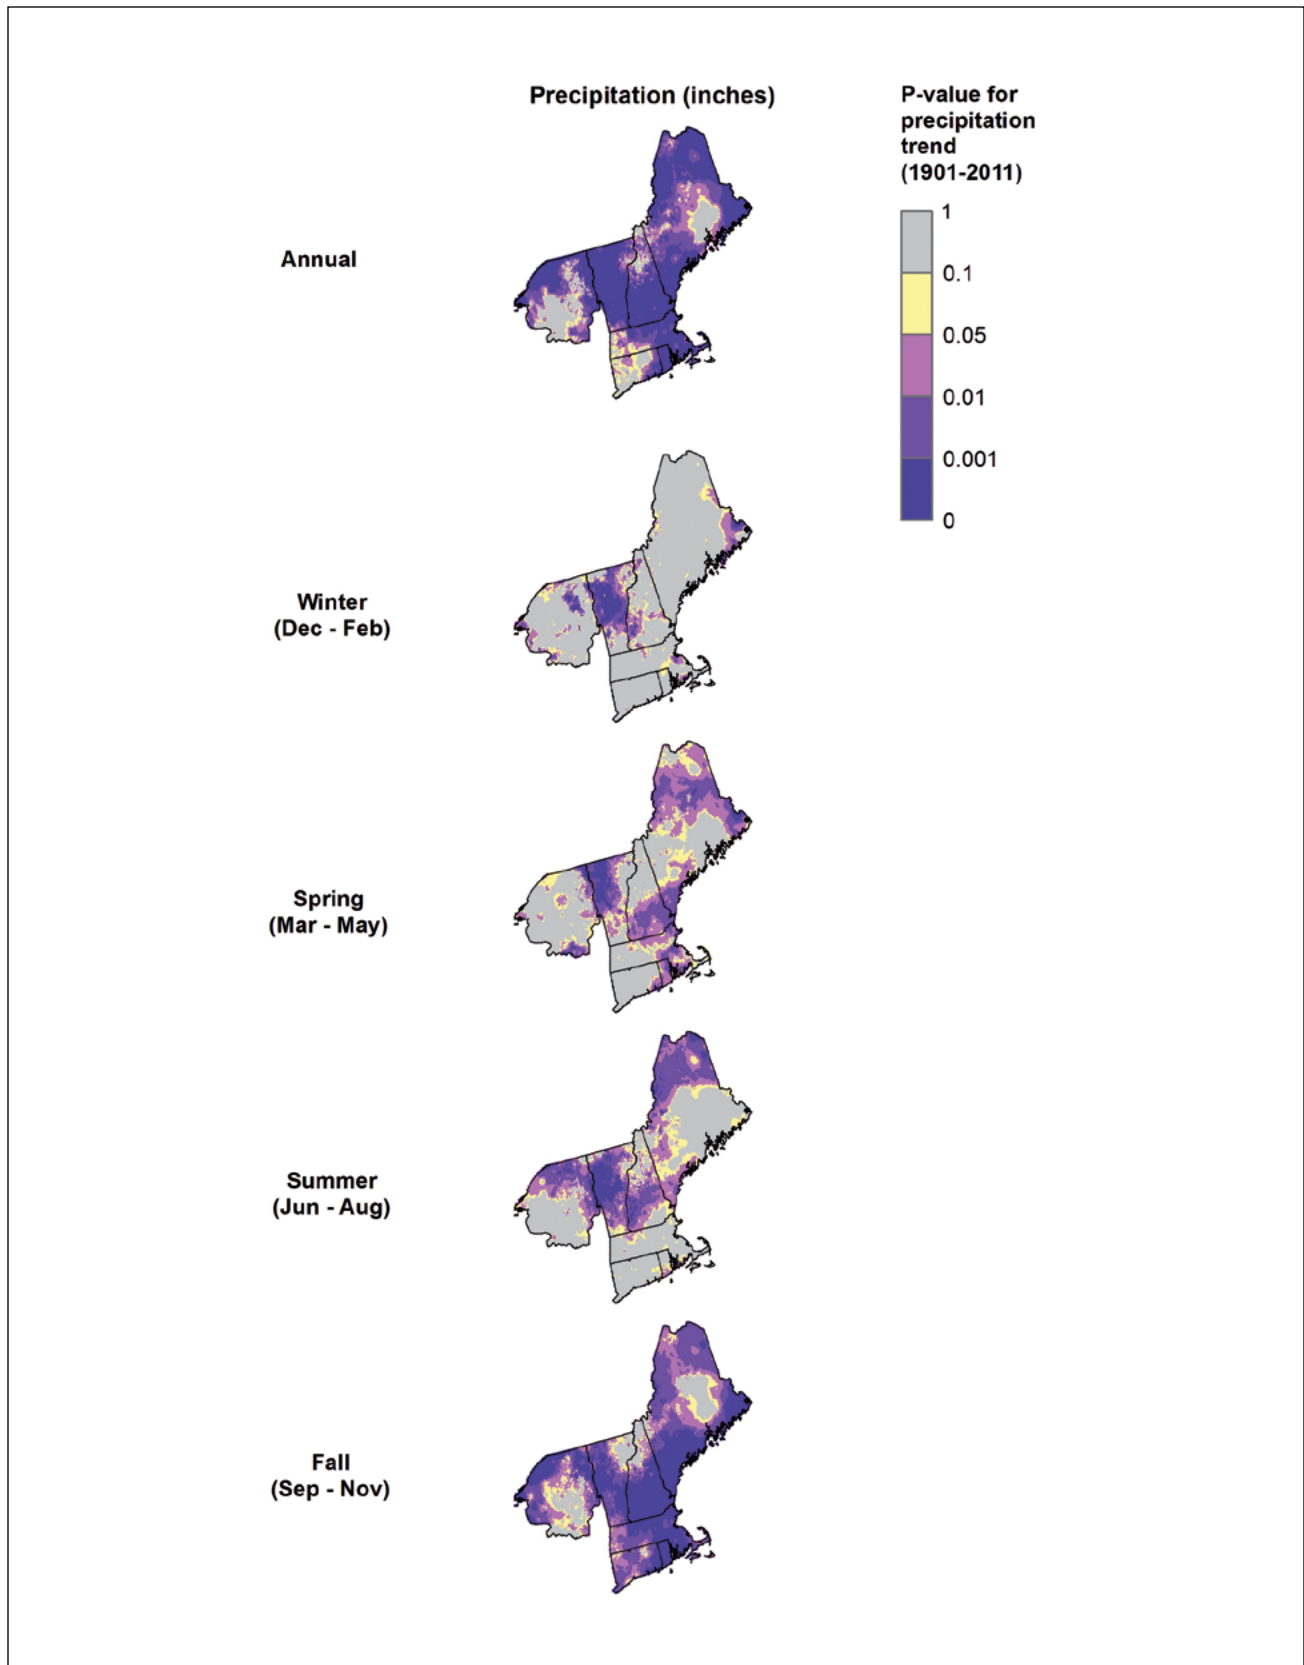 Precipitation (inches)
P-value for
precipitation
trend
(1901-2011)
1
0.1
0.05
0.01
0.001
0
Annual
Winter
(Dec - Feb)
Spring
(Mar - May)
Summer
(Jun - Aug)
Fall
(Sep - Nov)